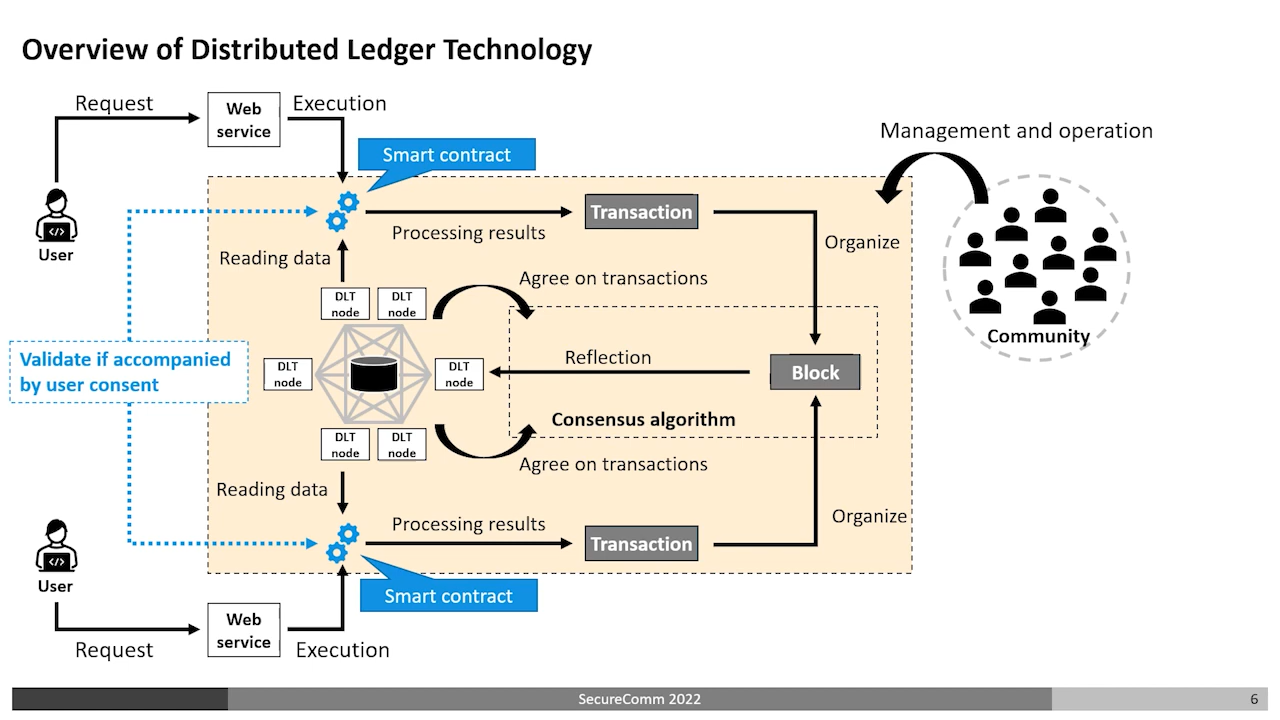 Overview of Distributed Ledger Technology
Request
Web
service
Execution
Smart contract
Management and operation
User
Reading data
Processing results
Transaction
Organize
Agree on transactions
DLT
node
DLT
node
Community
Validate if accompanied
by user consent
DLT
node
DLT
node
Reflection
Block
Consensus algorithm
DLT
node
DLT
node
Agree on transactions
Reading data
Processing results
Transaction
Organize
User
Smart contract
Request
Web
service
Execution
SecureComm 2022
6